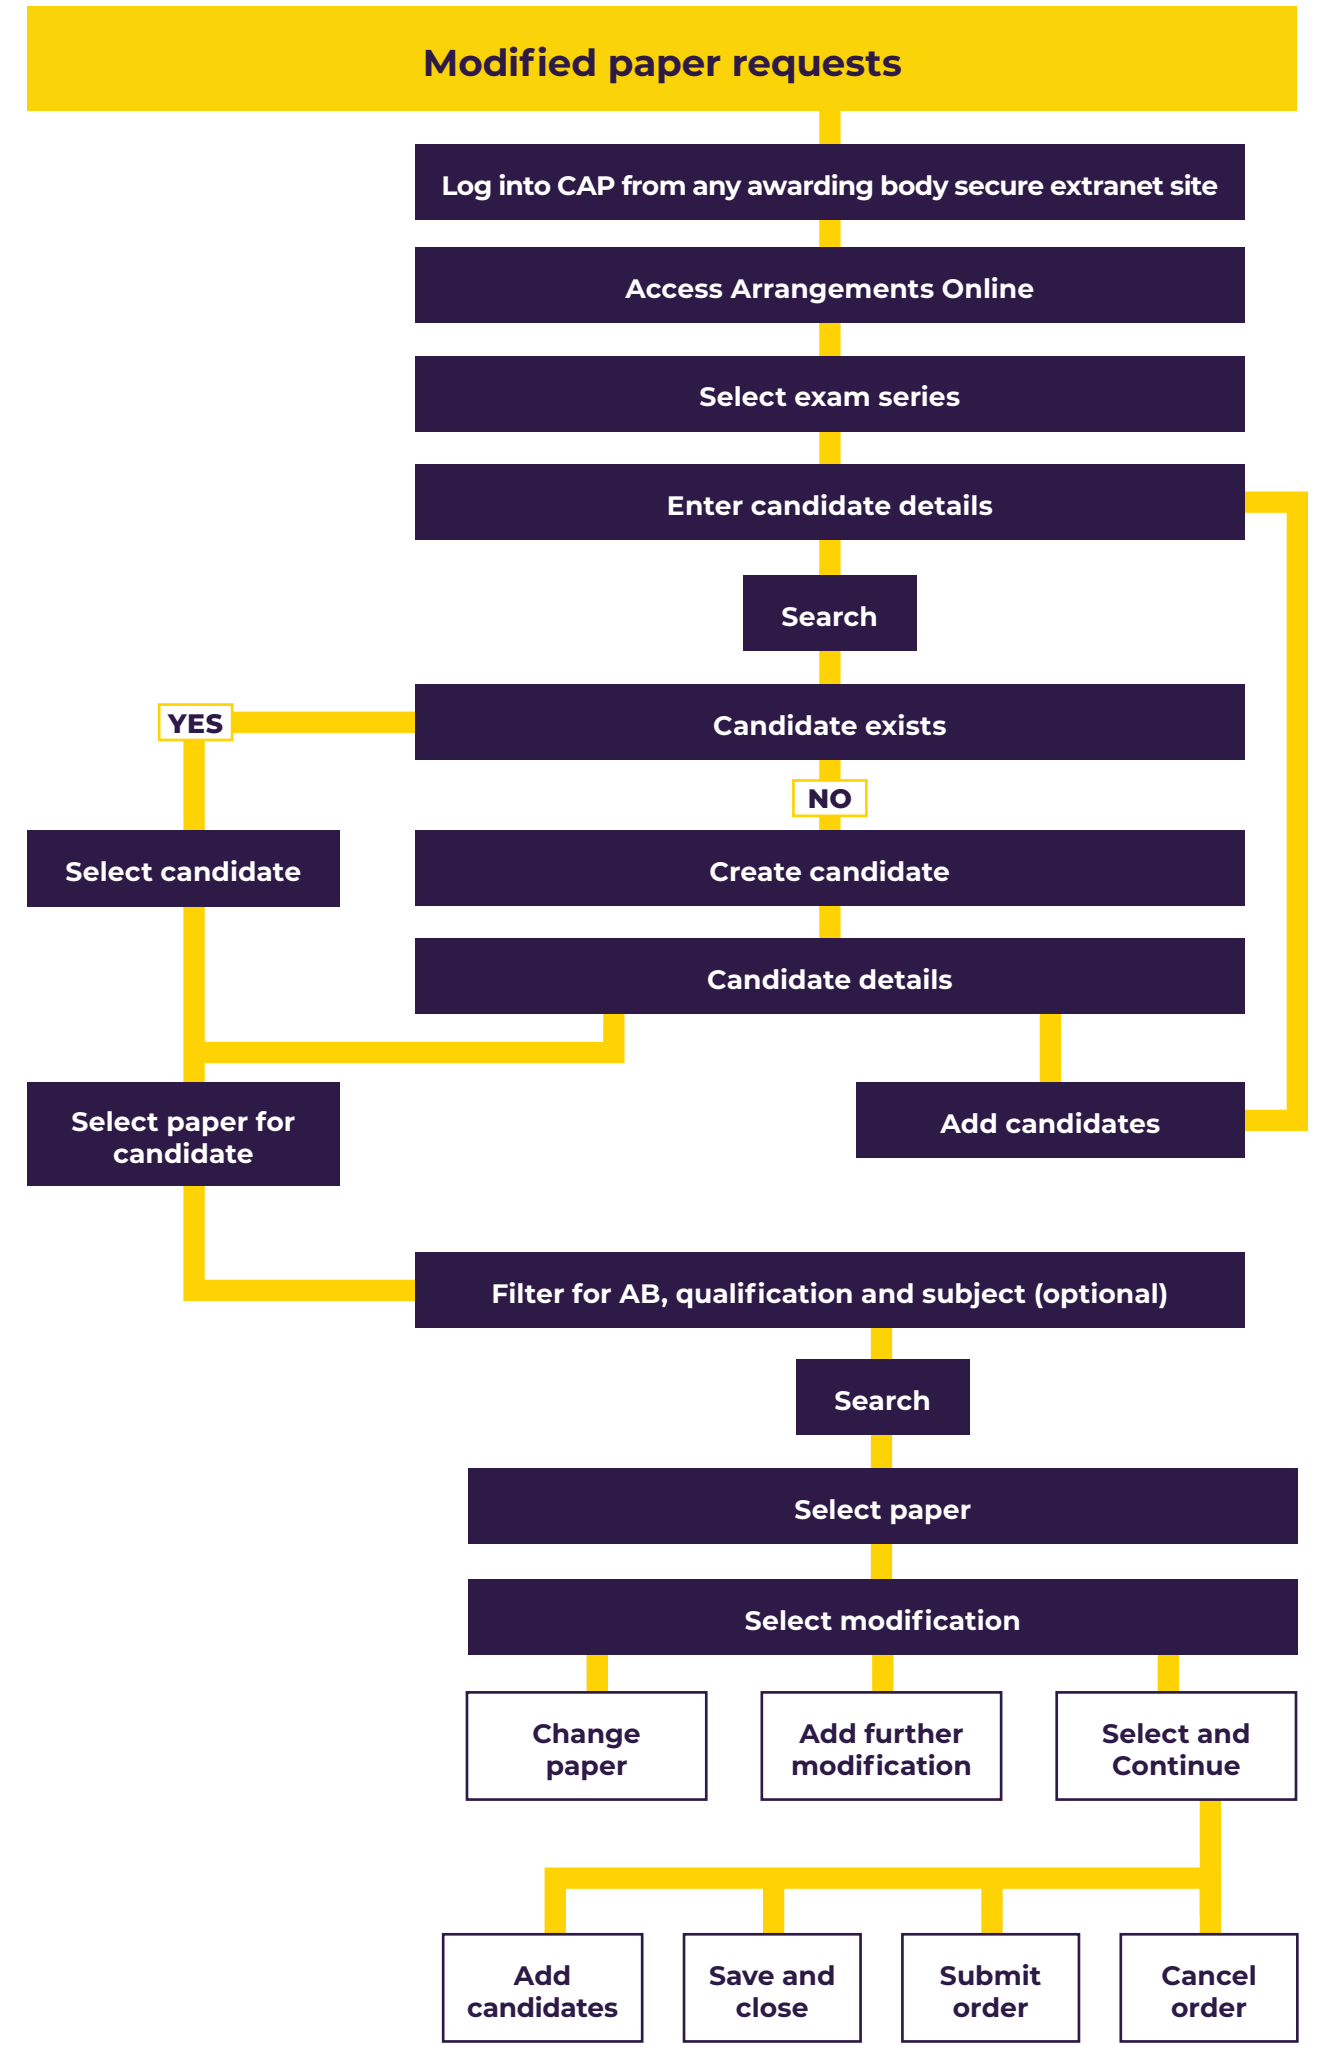 Modified paper requests
Log into CAP from any awarding body secure extranet site
Access Arrangements Online
Select exam series
Enter candidate details
Search
Candidate exists
YES
NO
Select candidate
Create candidate
Candidate details
Select paper for
candidate
Add candidates
Filter for AB, qualification and subject (optional)
Search
Select paper
Select modification
Change
paper
Add further
modification
Select and
Continue
Add
candidates
Save and
close
Submit
order
Cancel
order